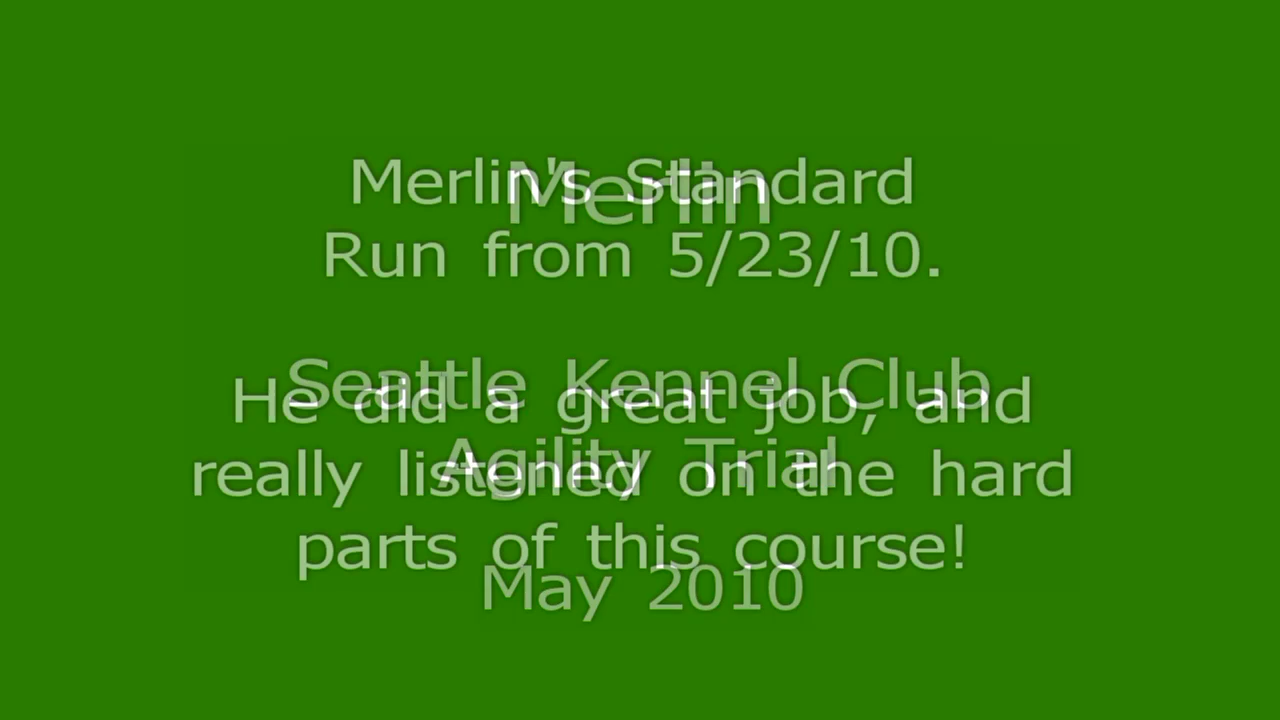 Merlin
Seattle Kennel Club
Agility Trial
May 2010
Merlin's Standard
Run from 5/23/10.
He did a great job, and
really listened on the hard
parts of this course!